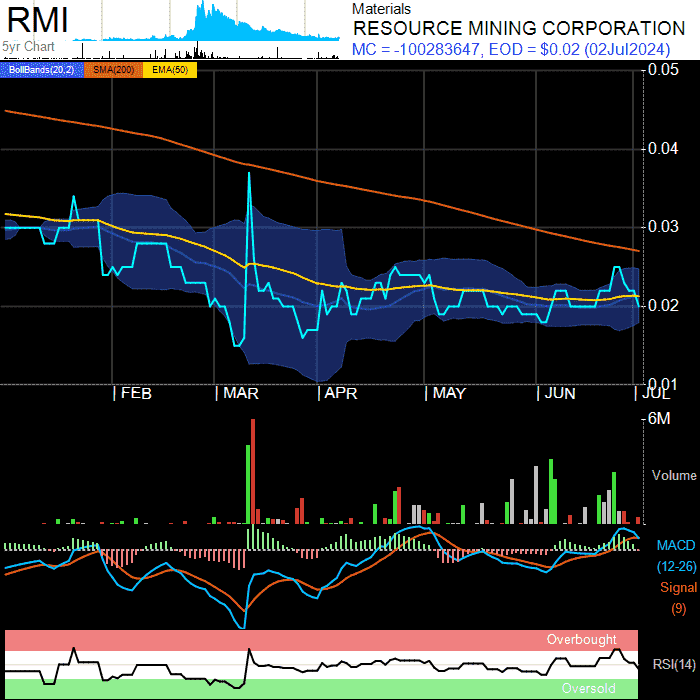 RMI
5yr Chart
Materials
RESOURCE MINING CORPORATION
MC = -100283647, EOD = $0.02 (02Jul2024)
BollBands(20,2) SMA(200) EMA(50)
0.05
0.04
0.03
0.02
0.01
FEB MAR APR MAY JUN JUL
6M
Volume
MACD
(12-26)
Signal
(9)
Overbought
RSI(14)
Oversold